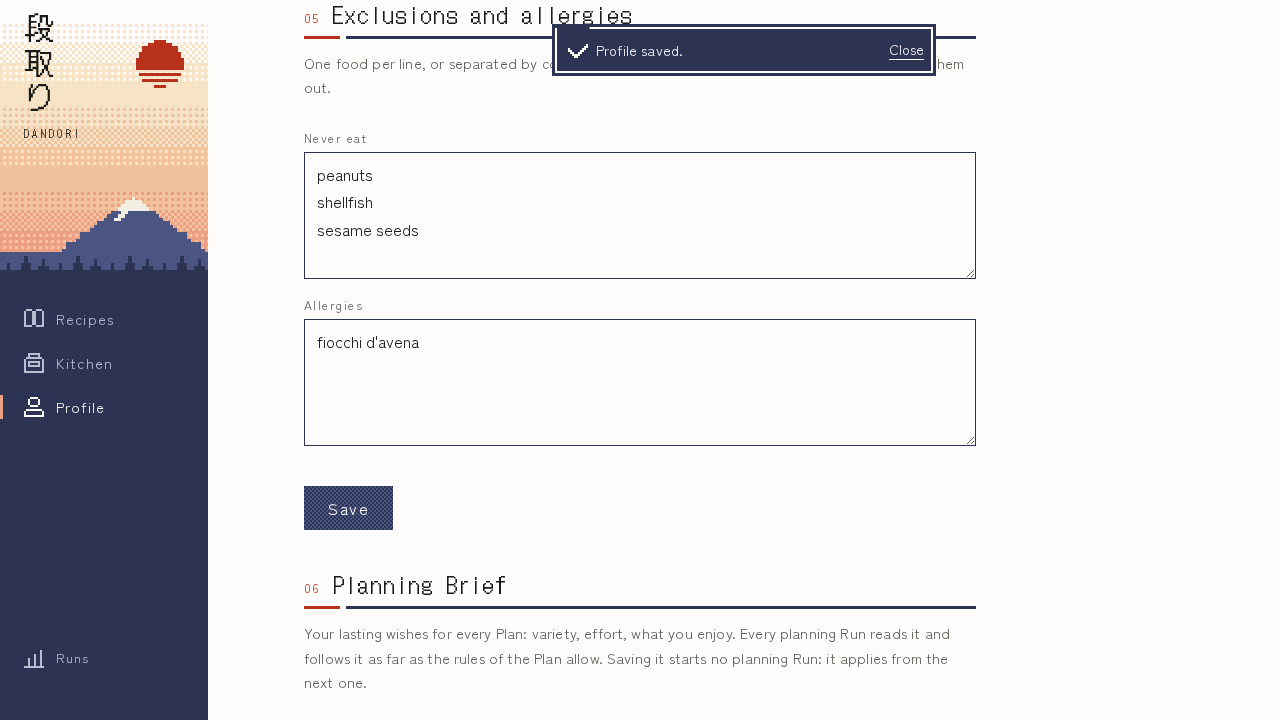 段取り
DANDORI
Recipes
Kitchen
Profile
Runs
05 Exclusions and allergies
Profile saved.
Close
One food per line, or separated by
hem
out.
Never eat
peanuts
shellfish
sesame seeds
Allergies
fiocchi d'avena
Save
06 Planning Brief
Your lasting wishes for every Plan: variety, effort, what you enjoy. Every planning Run reads it and
follows it as far as the rules of the Plan allow. Saving it starts no planning Run: it applies from the
next one.